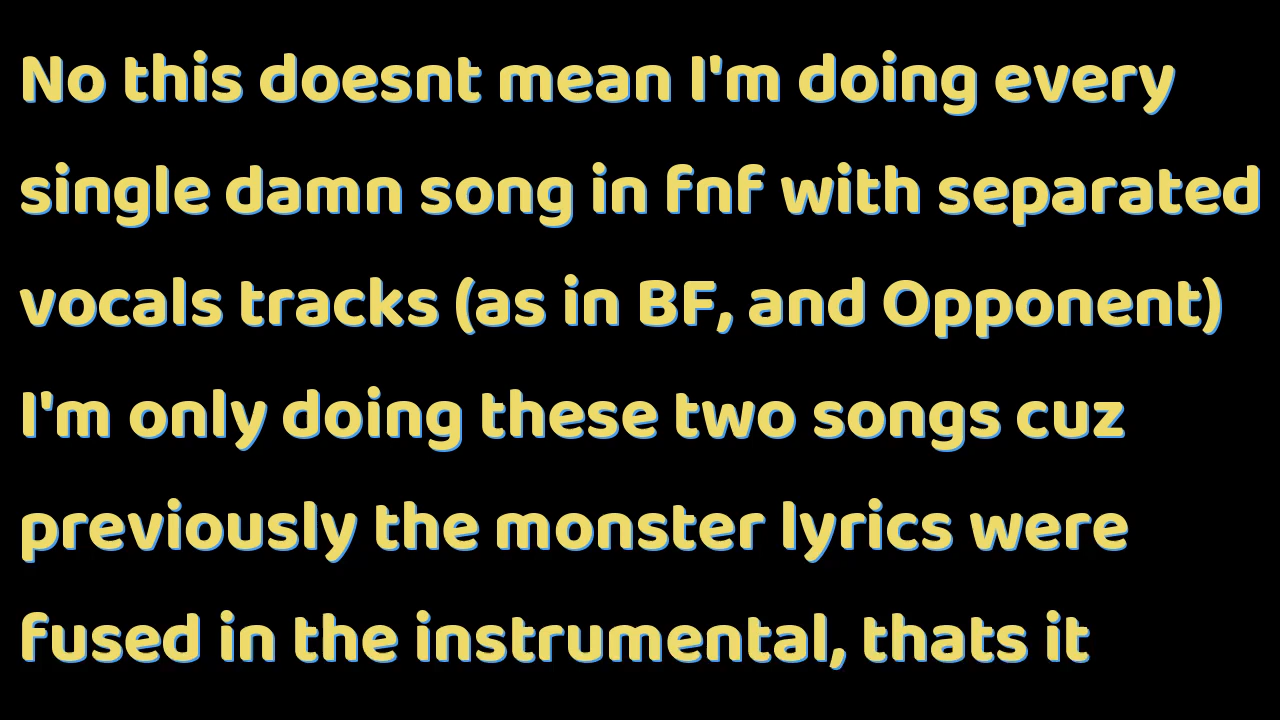 No this doesnt mean I'm doing every
single damn song in fnf with separated
vocals tracks (as in BF, and Opponent)
I'm only doing these two songs cuz
previously the monster lyrics were
fused in the instrumental, thats it